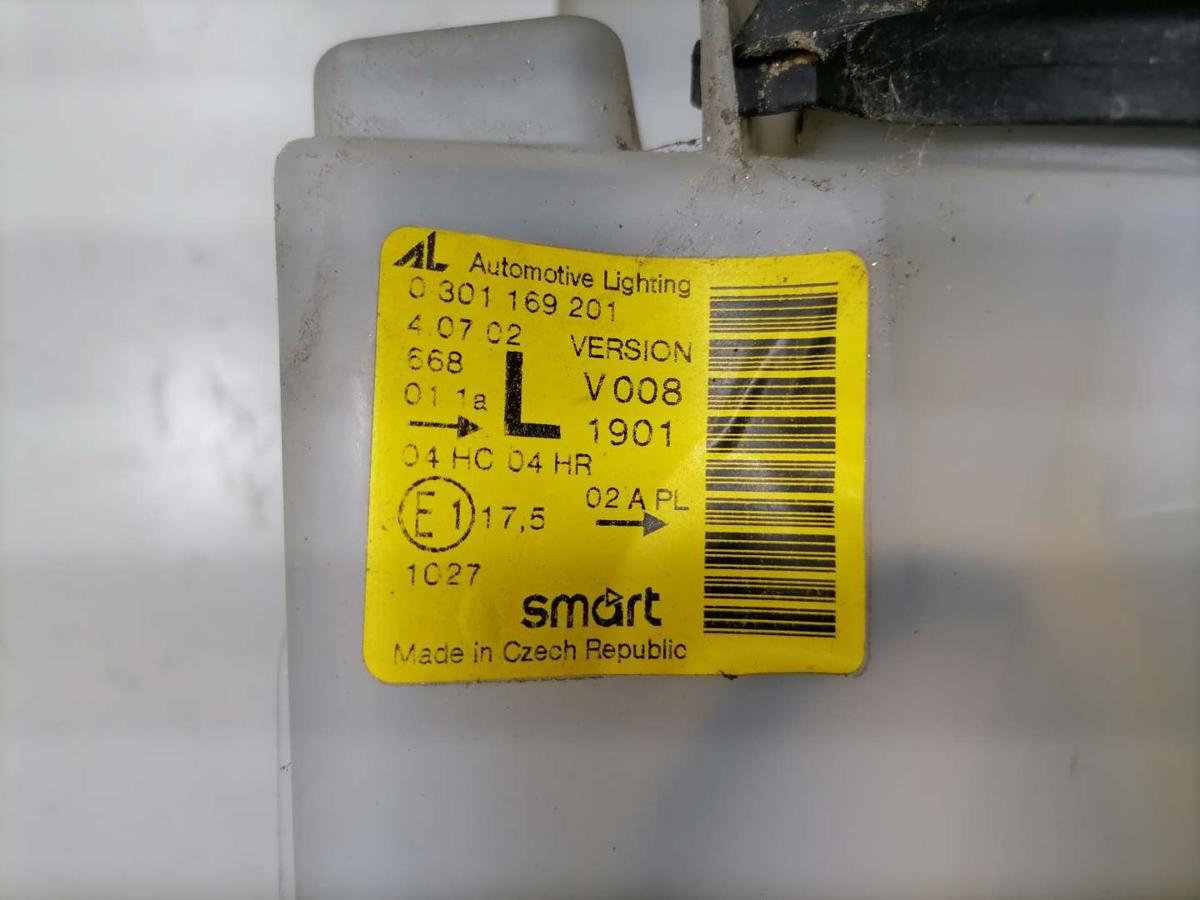 AL Automotive Lighting
0 301 169 201
4.07.02
668
01 1a
L
VERSION
V008
1901
04 HC 04 HR
E1 17,5
02 A PL
1027
smart
Made in Czech Republic